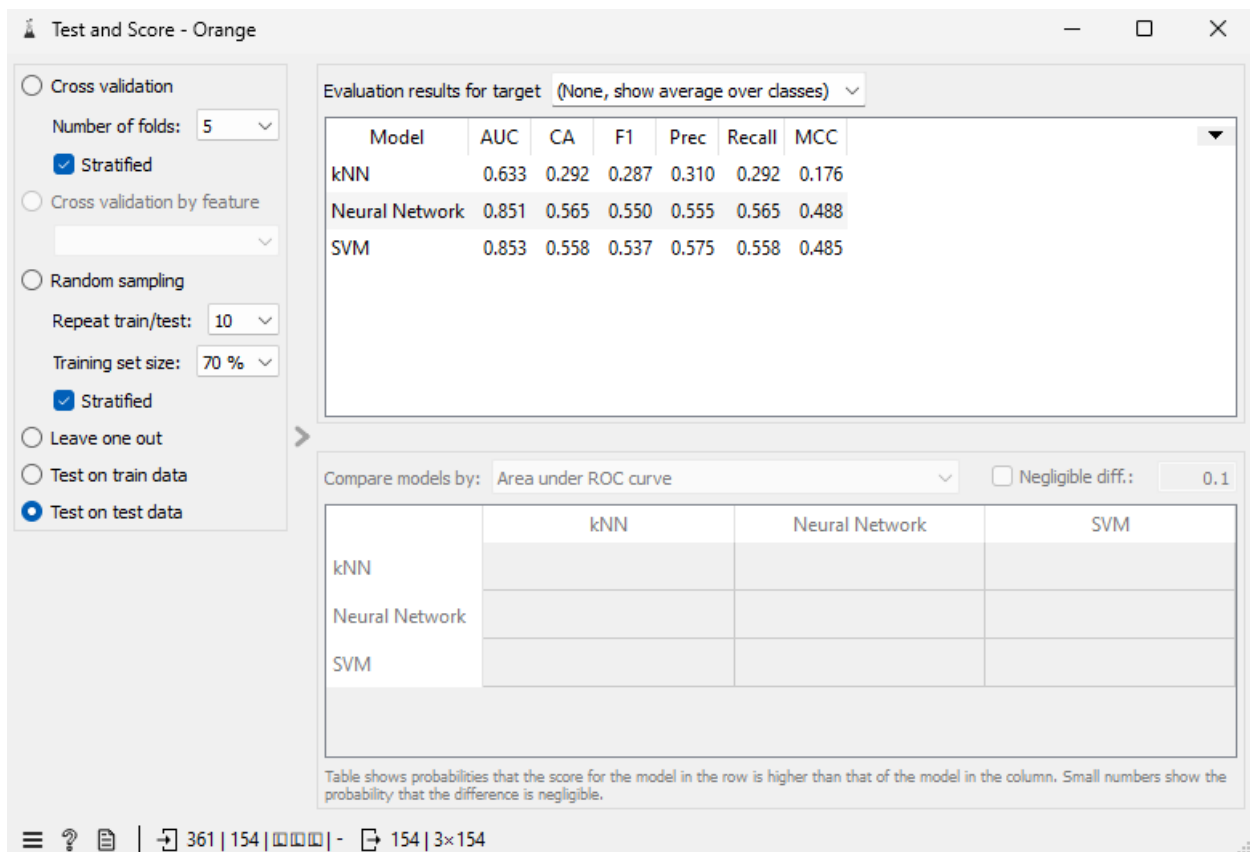 Test and Score - Orange
Cross validation
Number of folds: 5
Stratified
Cross validation by feature
Random sampling
Repeat train/test: 10
Training set size: 70 %
Stratified
Leave one out
Test on train data
Test on test data
Evaluation results for target (None, show average over classes)
Model AUC CA F1 Prec Recall MCC
kNN 0.633 0.292 0.287 0.310 0.292 0.176
Neural Network 0.851 0.565 0.550 0.555 0.565 0.488
SVM 0.853 0.558 0.537 0.575 0.558 0.485
Compare models by: Area under ROC curve Negligible diff.: 0.1
kNN Neural Network SVM
kNN
Neural Network
SVM
Table shows probabilities that the score for the model in the row is higher than that of the model in the column. Small numbers show the
probability that the difference is negligible.
361 | 154 | | - 154 | 3×154